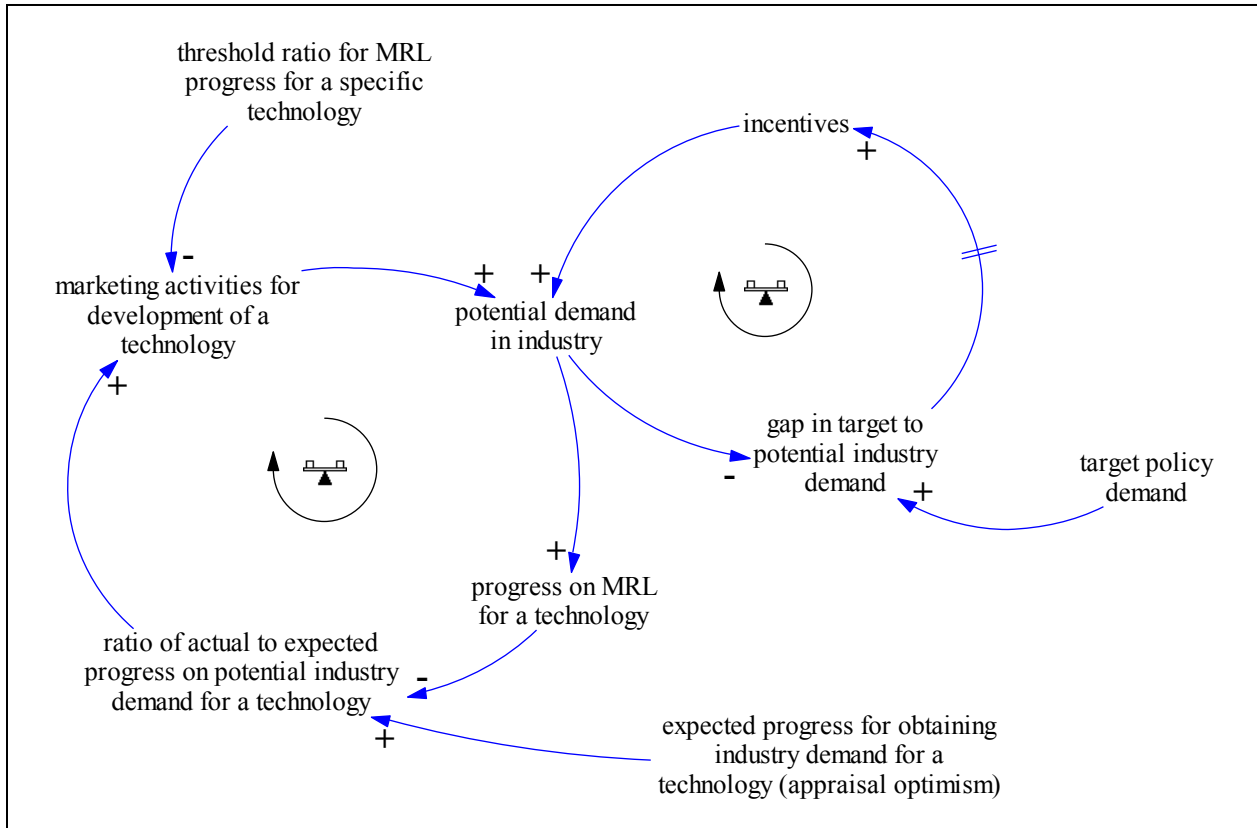 threshold ratio for MRL
progress for a specific
technology
incentives
+
-
marketing activities for
development of a
technology
+
+
potential demand
in industry
+
gap in target to
potential industry
demand
-
+
target policy
demand
+
progress on MRL
for a technology
ratio of actual to expected
progress on potential industry
demand for a technology
-
+
expected progress for obtaining
industry demand for a
technology (appraisal optimism)